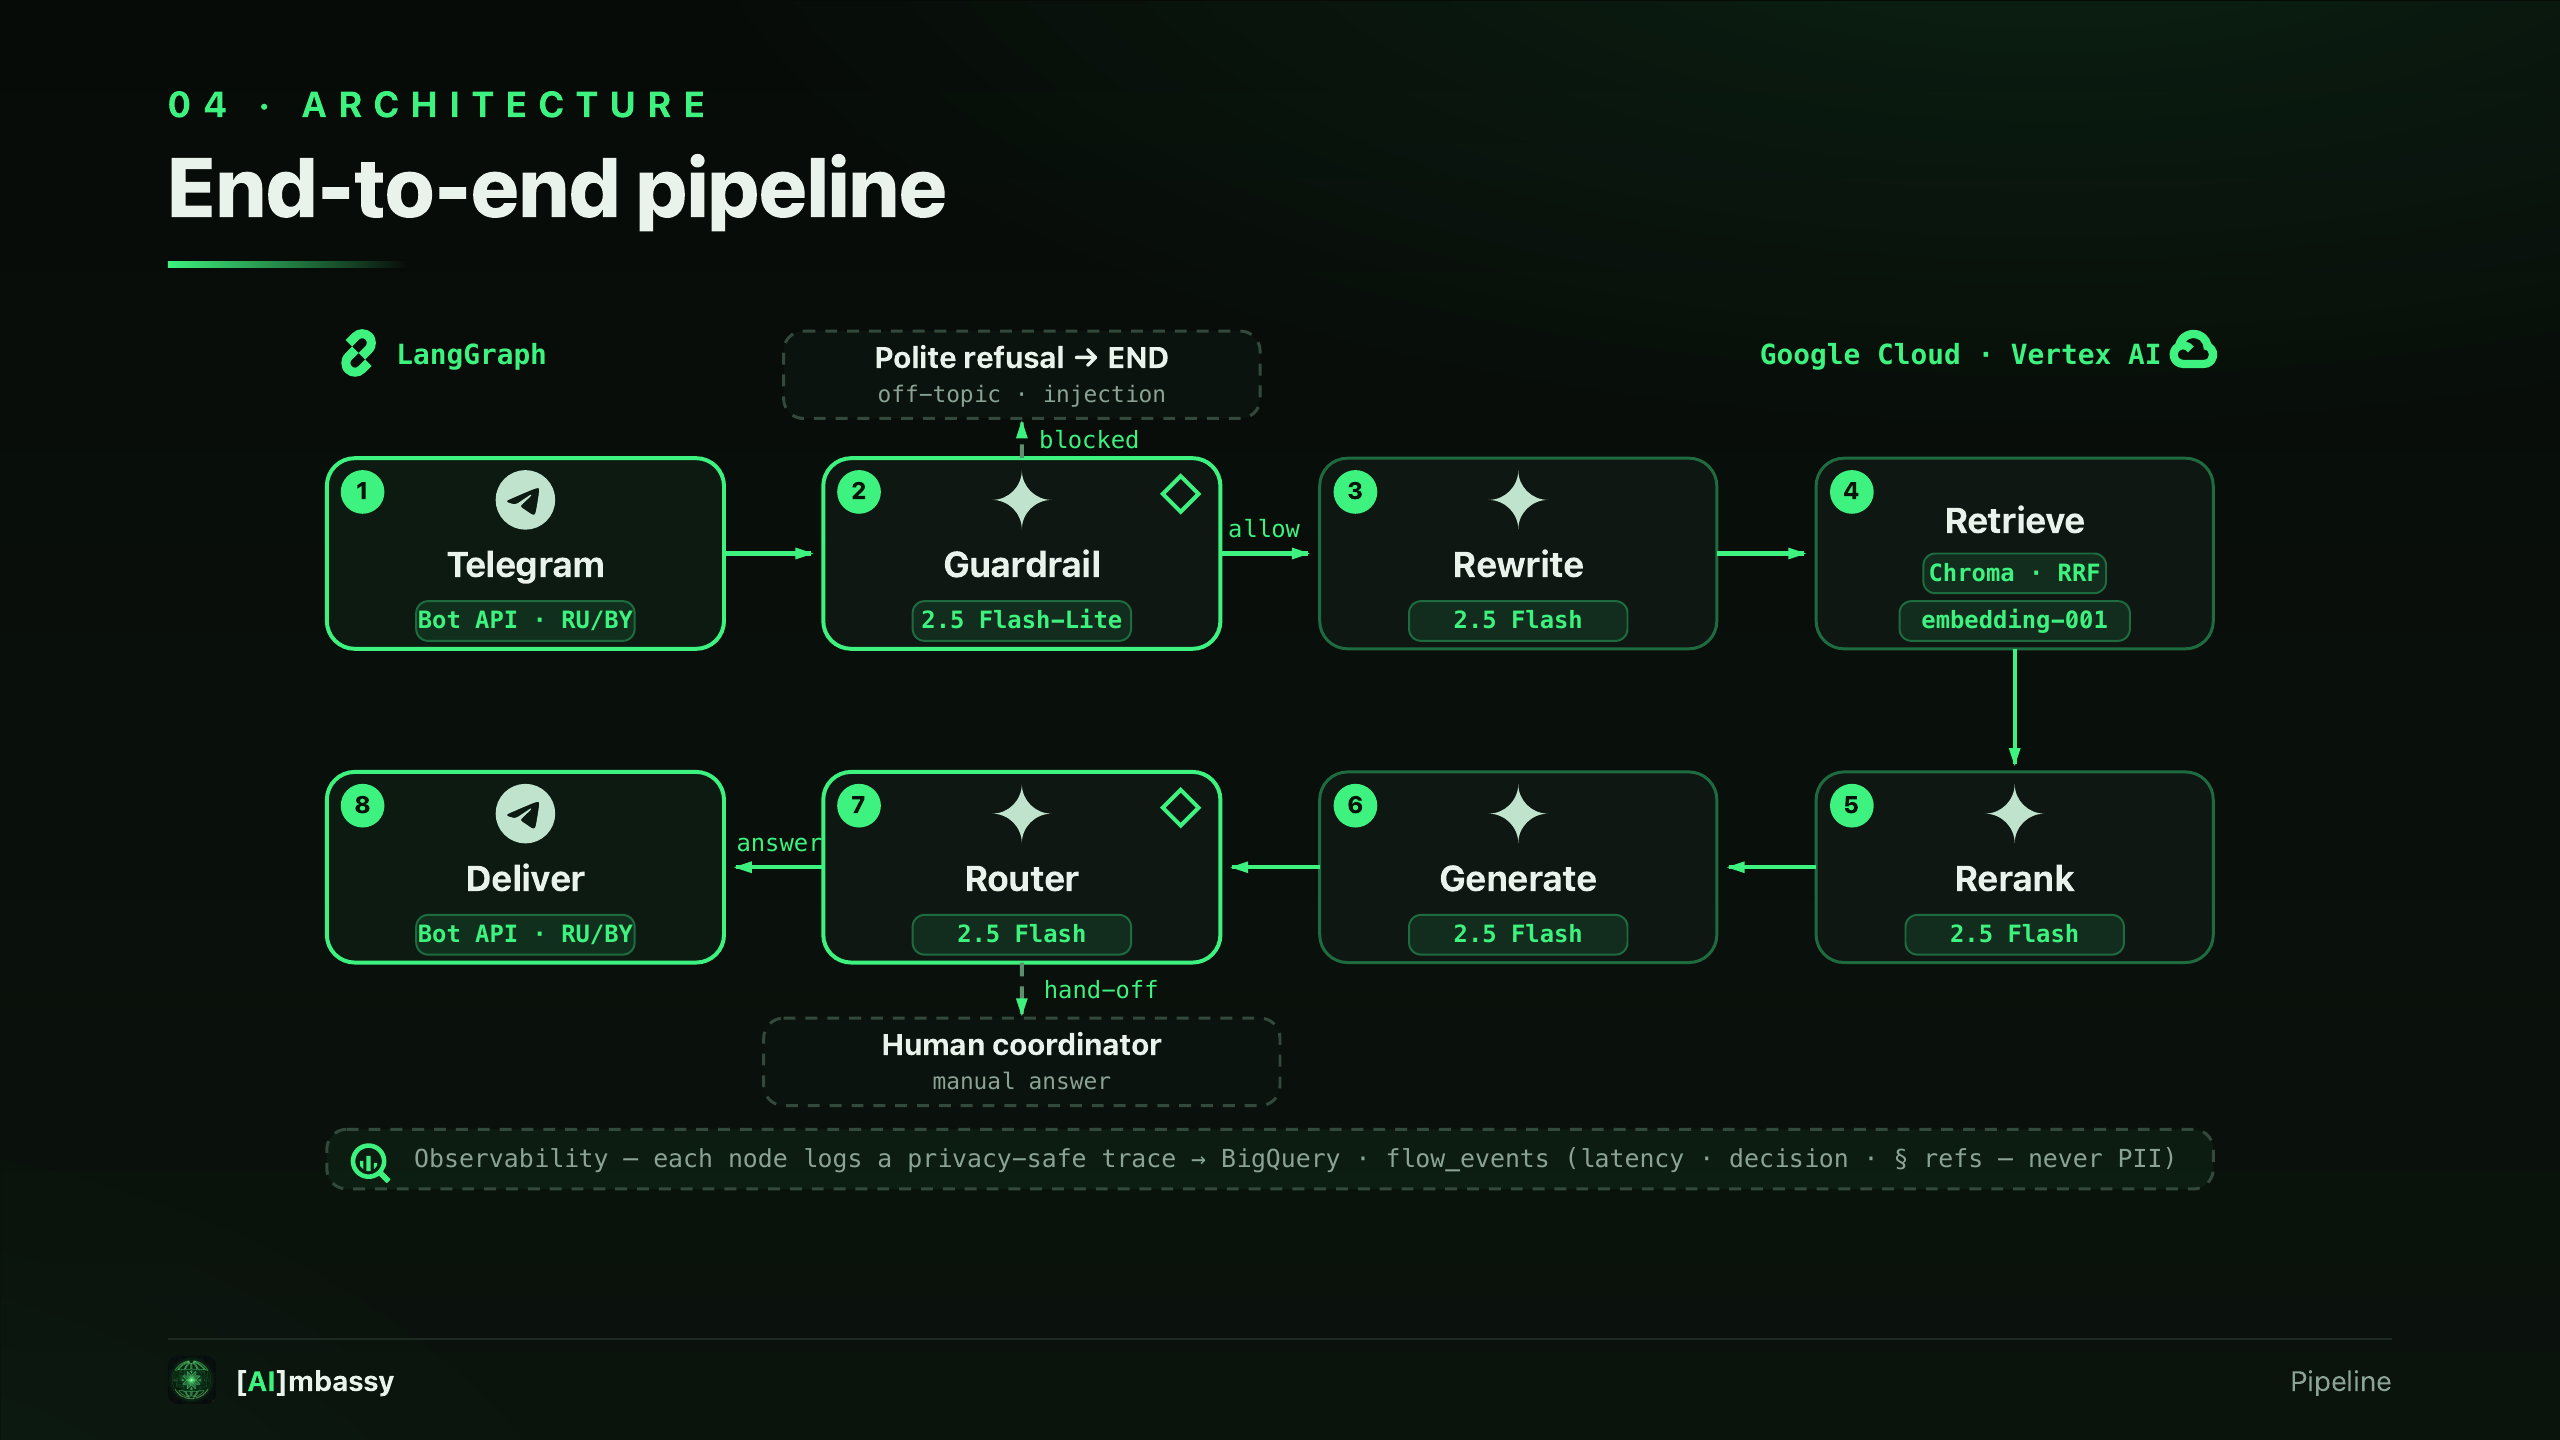 04 · ARCHITECTURE
End-to-end pipeline
LangGraph
Polite refusal → END
off-topic · injection
Google Cloud · Vertex AI
blocked
1
Telegram
Bot API · RU/BY
2
Guardrail
2.5 Flash-Lite
allow
3
Rewrite
2.5 Flash
4
Retrieve
Chroma · RRF
embedding-001
8
Deliver
Bot API · RU/BY
answer
7
Router
2.5 Flash
6
Generate
2.5 Flash
5
Rerank
2.5 Flash
hand-off
Human coordinator
manual answer
Observability — each node logs a privacy-safe trace → BigQuery · flow_events (latency · decision · § refs — never PII)
[AI]mbassy
Pipeline